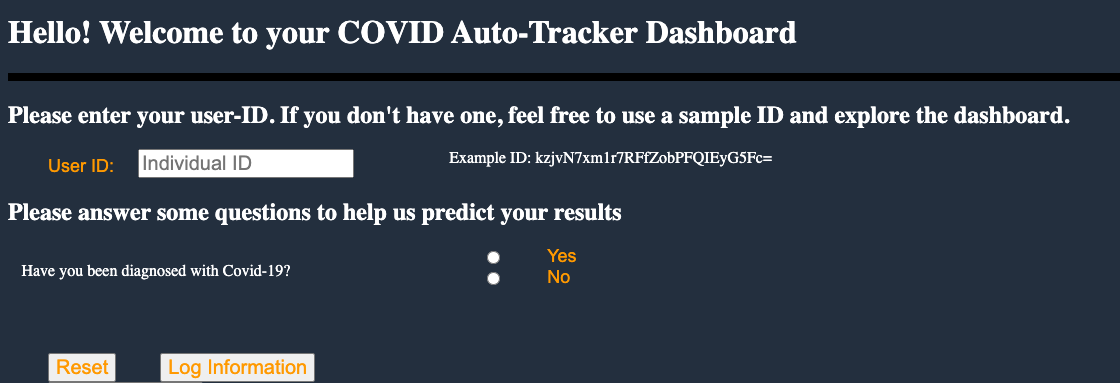 Hello! Welcome to your COVID Auto-Tracker Dashboard
Please enter your user-ID. If you don't have one, feel free to use a sample ID and explore the dashboard.
User ID: Individual ID Example ID: kzjvN7xm1r7RFfZobPFQIEyG5Fc=
Please answer some questions to help us predict your results
Have you been diagnosed with Covid-19?
Yes
No
Reset Log Information